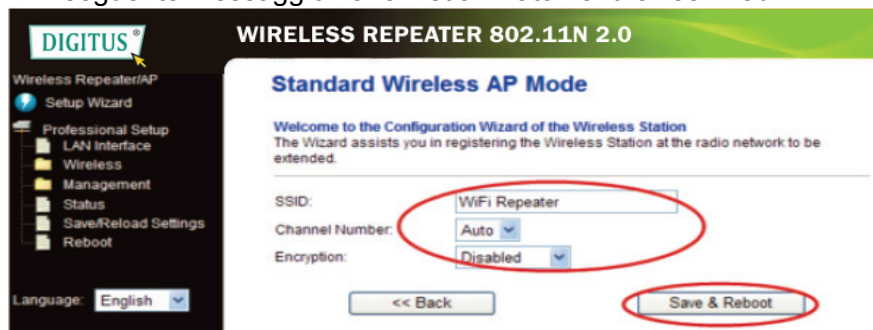 DIGITUS®
WIRELESS REPEATER 802.11N 2.0
Wireless Repeater/AP
Setup Wizard
Professional Setup
LAN Interface
Wireless
Management
Status
Save/Reload Settings
Reboot
Language: English
Standard Wireless AP Mode
Welcome to the Configuration Wizard of the Wireless Station
The Wizard assists you in registering the Wireless Station at the radio network to be
extended.
SSID: WiFi Repeater
Channel Number: Auto
Encryption: Disabled
<< Back Save & Reboot